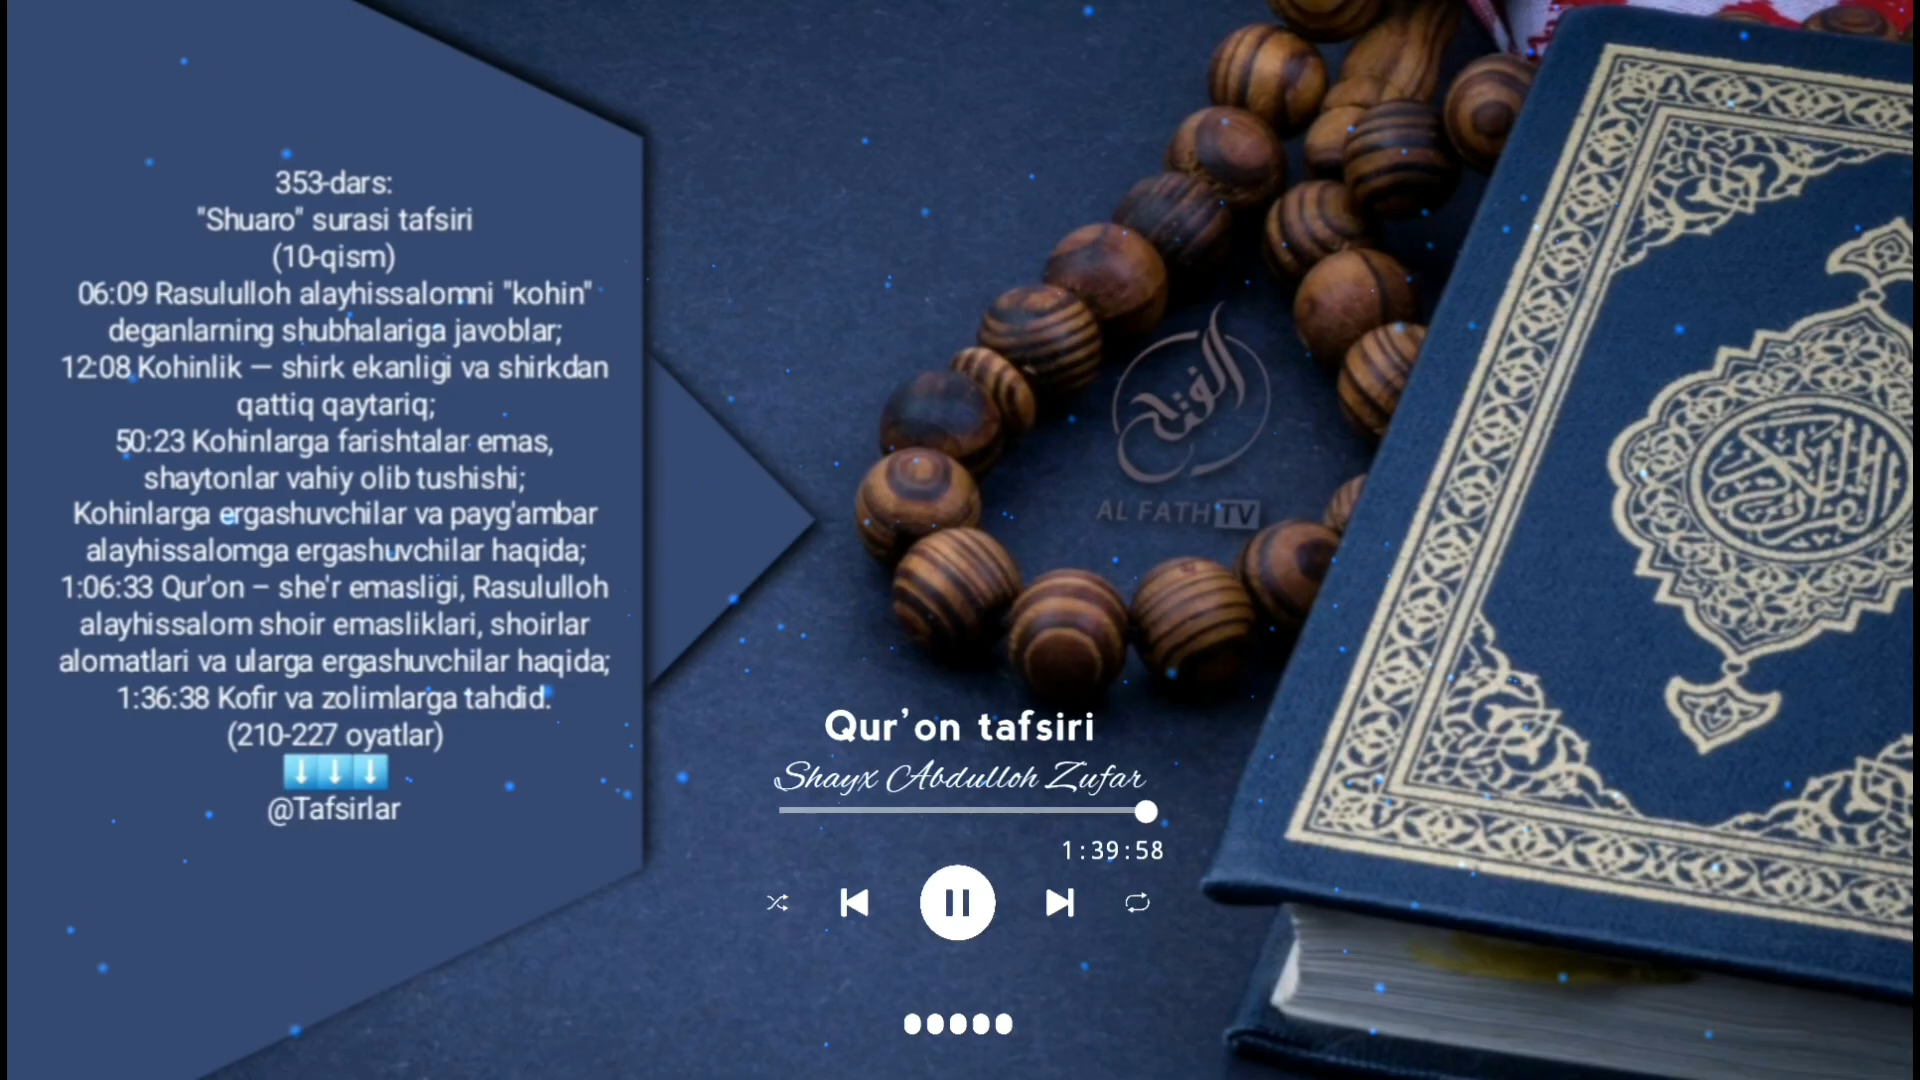 353-dars:
"Shuaro" surasi tafsiri
(10-qism)
06:09 Rasululloh alayhissalomni "kohin"
deganlarning shubhalariga javoblar;
12:08 Kohinlik — shirk ekanligi va shirkdan
qattiq qaytariq;
50:23 Kohinlarga farishtalar emas,
shaytonlar vahiy olib tushishi;
Kohinlarga ergashuvchilar va payg'ambar
alayhissalomga ergashuvchilar haqida;
1:06:33 Qur'on – she'r emasligi, Rasululloh
alayhissalom shoir emasliklari, shoirlar
alomatlari va ularga ergashuvchilar haqida;
1:36:38 Kofir va zolimlarga tahdid.
(210-227 oyatlar)
⬇️⬇️⬇️
@Tafsirlar
الفتح
AL FATH TV
Qur'on tafsiri
Shayx Abdulloh Zufar
1:39:58
القرآن الكريم